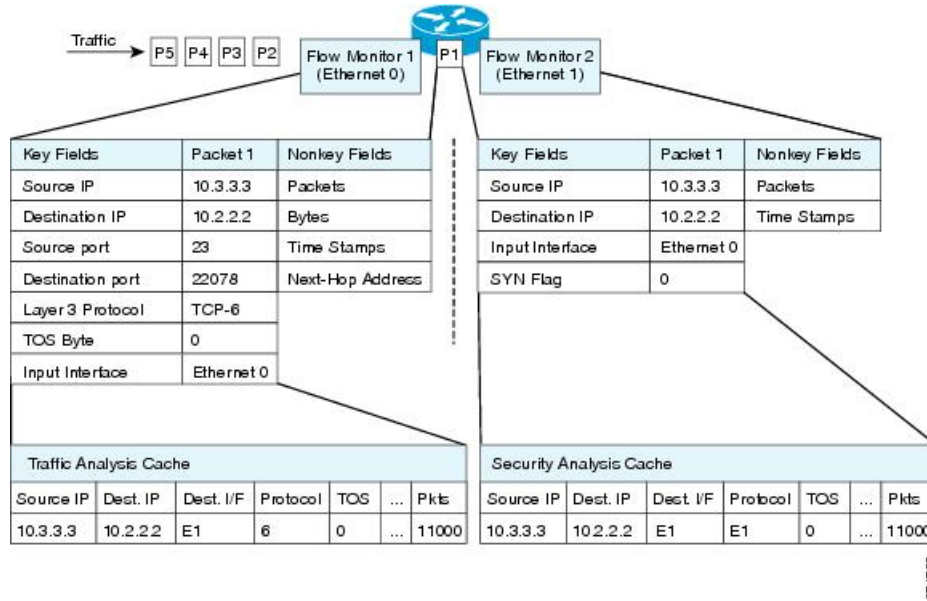 Traffic
P5 P4 P3 P2
Flow Monitor 1
(Ethernet 0)
P1
Flow Monitor 2
(Ethernet 1)
Key Fields Packet 1 Nonkey Fields
Source IP 10.3.3.3 Packets
Destination IP 10.2.2.2 Bytes
Source port 23 Time Stamps
Destination port 22078 Next-Hop Address
Layer 3 Protocol TCP-6
TOS Byte 0
Input Interface Ethernet 0
Key Fields Packet 1 Nonkey Fields
Source IP 10.3.3.3 Packets
Destination IP 10.2.2.2 Time Stamps
Input Interface Ethernet 0
SYN Flag 0
Traffic Analysis Cache
Source IP Dest. IP Dest. I/F Protocol TOS ... Pkts
10.3.3.3 10.2.2.2 E1 6 0 ... 11000
Security Analysis Cache
Source IP Dest. IP Dest. I/F Protocol TOS ... Pkts
10.3.3.3 10.2.2.2 E1 E1 0 ... 11000